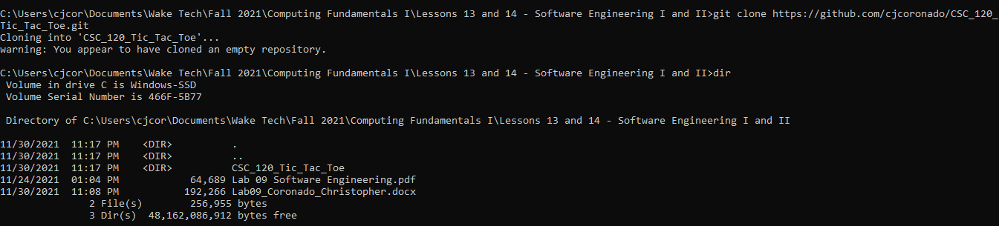 C:\Users\cjcor\Documents\Wake Tech\Fall 2021\Computing Fundamentals I\Lessons 13 and 14 - Software Engineering I and II>git clone https://github.com/cjcoronado/CSC_120_
Tic_Tac_Toe.git
Cloning into 'CSC_120_Tic_Tac_Toe'...
warning: You appear to have cloned an empty repository.
C:\Users\cjcor\Documents\Wake Tech\Fall 2021\Computing Fundamentals I\Lessons 13 and 14 - Software Engineering I and II>dir
 Volume in drive C is Windows-SSD
 Volume Serial Number is 466F-5B77
 Directory of C:\Users\cjcor\Documents\Wake Tech\Fall 2021\Computing Fundamentals I\Lessons 13 and 14 - Software Engineering I and II
11/30/2021  11:17 PM    <DIR>          .
11/30/2021  11:17 PM    <DIR>          ..
11/30/2021  11:17 PM    <DIR>          CSC_120_Tic_Tac_Toe
11/24/2021  01:04 PM            64,689 Lab 09 Software Engineering.pdf
11/30/2021  11:08 PM           192,266 Lab09_Coronado_Christopher.docx
               2 File(s)        256,955 bytes
               3 Dir(s)  48,162,086,912 bytes free